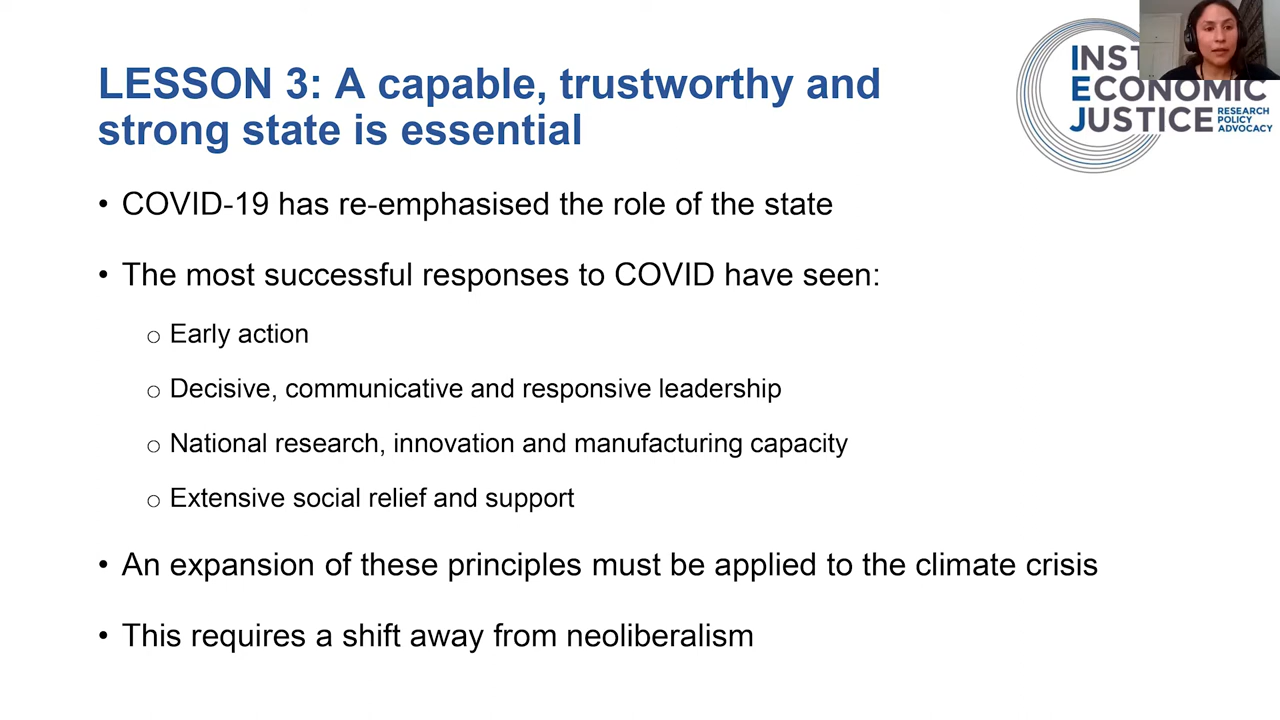 LESSON 3: A capable, trustworthy and
strong state is essential
INST
ECONOMIC
JUSTICE
RESEARCH
POLICY
ADVOCACY
• COVID-19 has re-emphasised the role of the state
• The most successful responses to COVID have seen:
o Early action
o Decisive, communicative and responsive leadership
o National research, innovation and manufacturing capacity
o Extensive social relief and support
• An expansion of these principles must be applied to the climate crisis
• This requires a shift away from neoliberalism